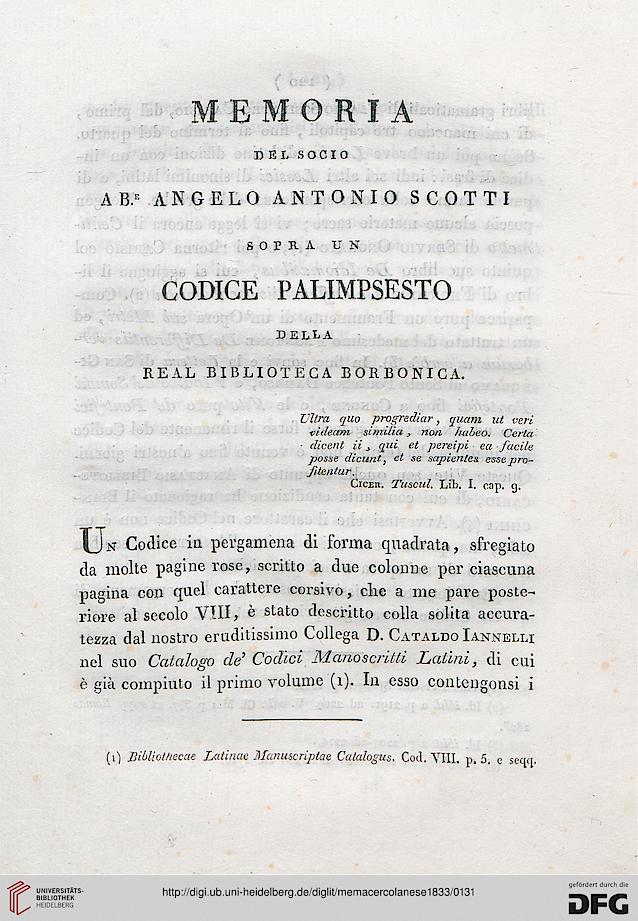 MEMORIA
DEL SOCIO
AB.E ANGELO ANTONIO SCOTTI
SOPRA UN
CODICE PALIMPSESTO
DELLA
REAL BIBLIOTECA BORBONICA.
Ultra quo progrediar, quam ut veri
videam similia, non habeo. Certa
dicent ii, qui et percipi ea facile
posse dicunt, et se sapientes esse pro-
fitentur.
CICER. Tuscul. Lib. I. cap. 9.
UN Codice in pergamena di forma quadrata, sfregiato
da molte pagine rose, scritto a due colonne per ciascuna
pagina con quel carattere corsivo, che a me pare poste-
riore al secolo VIII, è stato descritto colla solita accura-
tezza dal nostro eruditissimo Collega D. CATALDO IANNELLI
nel suo Catalogo de' Codici Manoscritti Latini, di cui
è già compiuto il primo volume (1). In esso contengonsi i
(1) Bibliothecae Latinae Manuscriptae Catalogus. Cod. VIII. p. 5. e seqq.
UNIVERSITÄTS-
BIBLIOTHEK
HEIDELBERG
http://digi.ub.uni-heidelberg.de/diglit/memacercolanese1833/0131
gefördert durch die
DFG